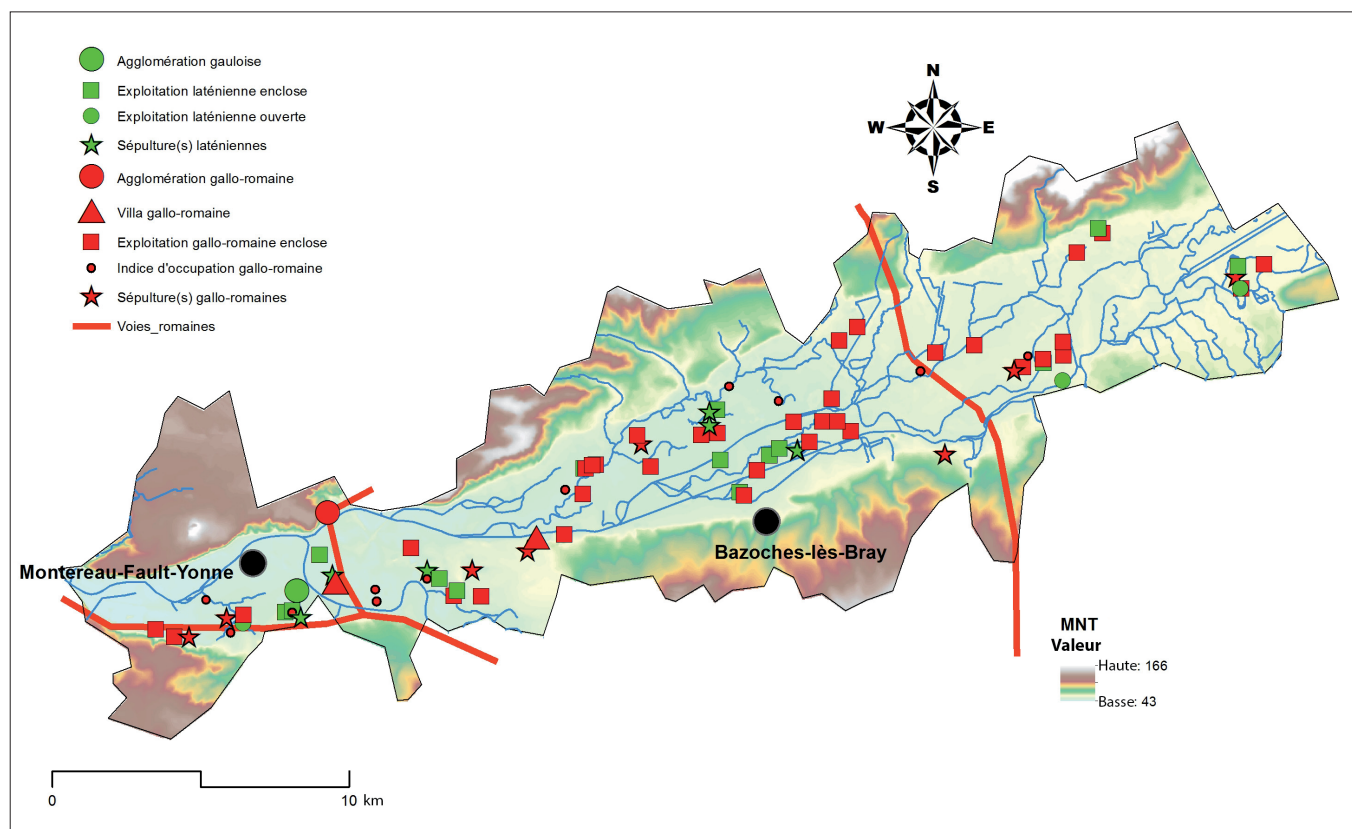 Agglomération gauloise
Exploitation laténienne enclose
Exploitation laténienne ouverte
Sépulture(s) laténiennes
Agglomération gallo-romaine
Villa gallo-romaine
Exploitation gallo-romaine enclose
Indice d'occupation gallo-romaine
Sépulture(s) gallo-romaines
Voies_romaines
N
W E
S
Montereau-Fault-Yonne
Bazoches-lès-Bray
MNT
Valeur
Haute: 166
Basse: 43
0 10 km